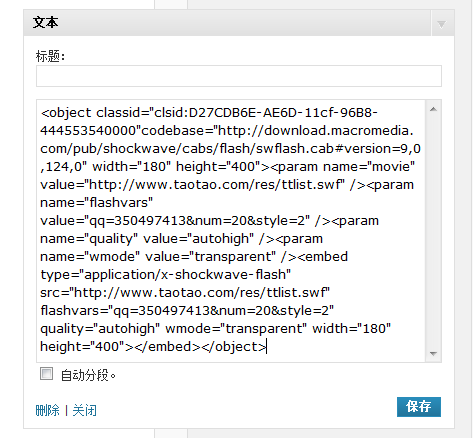 文本
标题：
<object classid="clsid:D27CDB6E-AE6D-11cf-96B8-
444553540000"codebase="http://download.macromedia.
com/pub/shockwave/cabs/flash/swflash.cab#version=9,0
,124,0" width="180" height="400"><param name="movie"
value="http://www.taotao.com/res/ttlist.swf" /><param
name="flashvars"
value="qq=350497413&num=20&style=2" /><param
name="quality" value="autohigh" /><param
name="wmode" value="transparent" /><embed
type="application/x-shockwave-flash"
src="http://www.taotao.com/res/ttlist.swf"
flashvars="qq=350497413&num=20&style=2"
quality="autohigh" wmode="transparent" width="180"
height="400"></embed></object>
自动分段。
删除 | 关闭
保存